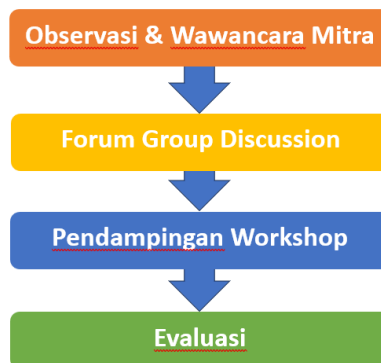 Observasi & Wawancara Mitra
Forum Group Discussion
Pendampingan Workshop
Evaluasi